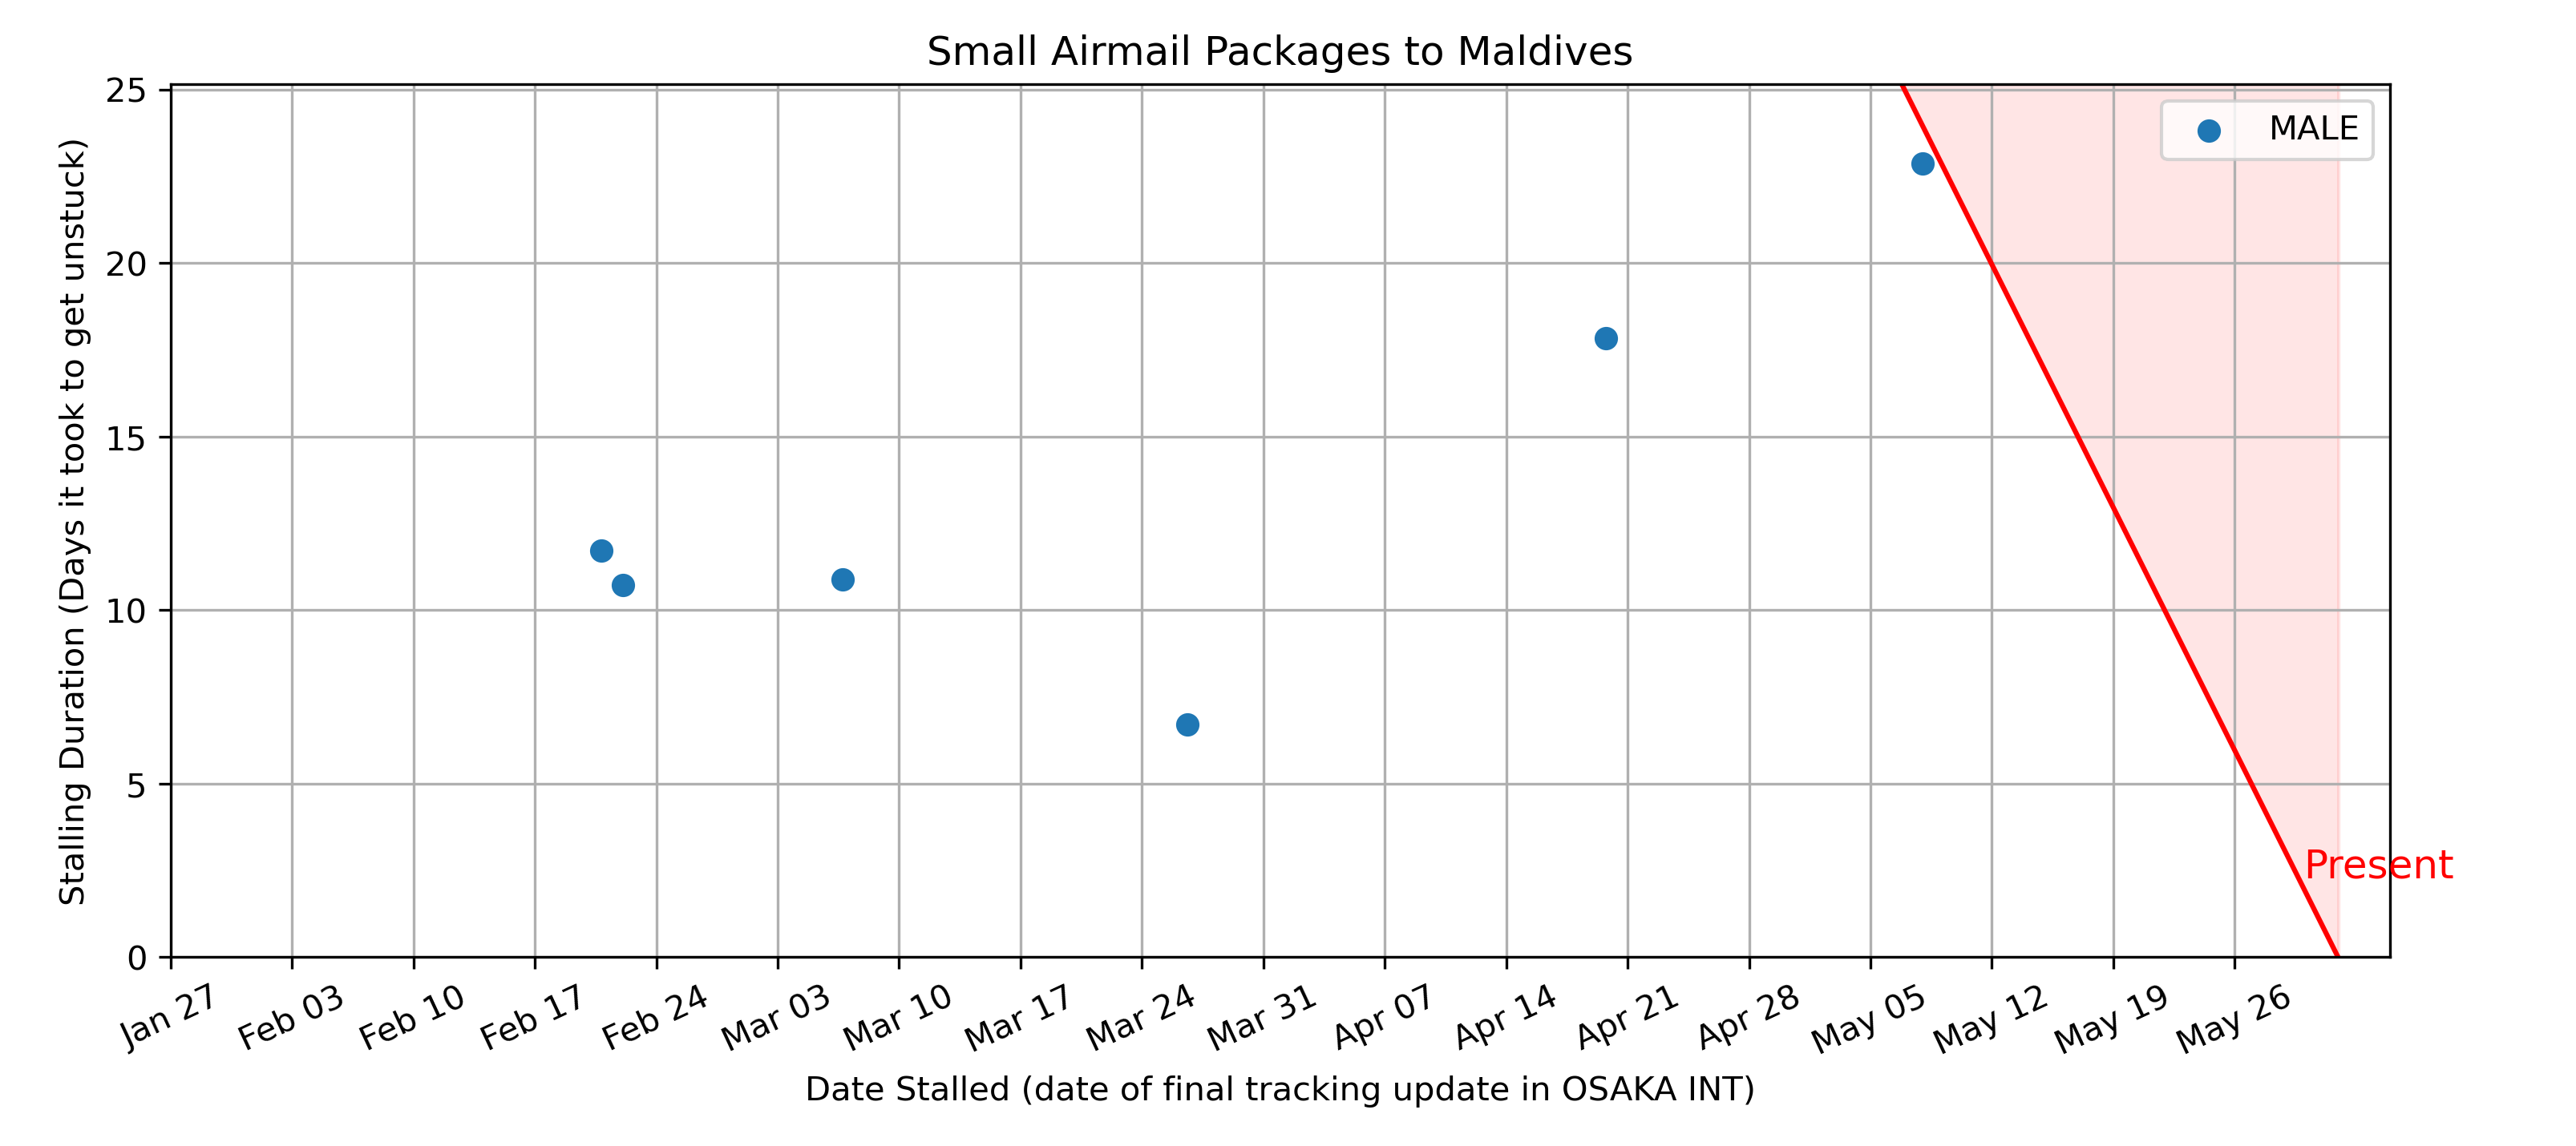 Small Airmail Packages to Maldives
MALE
Stalling Duration (Days it took to get unstuck)
25
20
15
10
5
0
Present
Jan 27
Feb 03
Feb 10
Feb 17
Feb 24
Mar 03
Mar 10
Mar 17
Mar 24
Mar 31
Apr 07
Apr 14
Apr 21
Apr 28
May 05
May 12
May 19
May 26
Date Stalled (date of final tracking update in OSAKA INT)